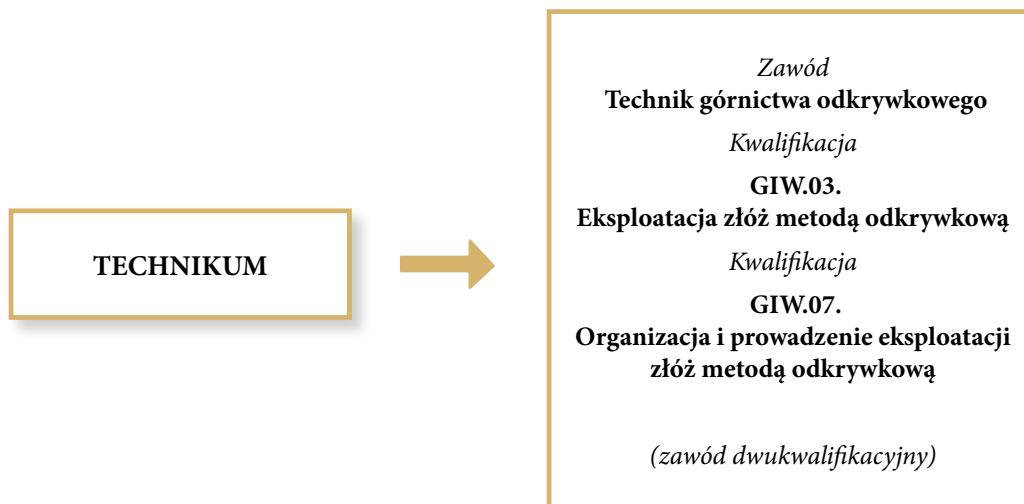 TECHNIKUM
Zawód
Technik górnictwa odkrywkowego
Kwalifikacja
GIW.03.
Eksploatacja złóż metodą odkrywkową
Kwalifikacja
GIW.07.
Organizacja i prowadzenie eksploatacji
złóż metodą odkrywkową
(zawód dwukwalifikacyjny)